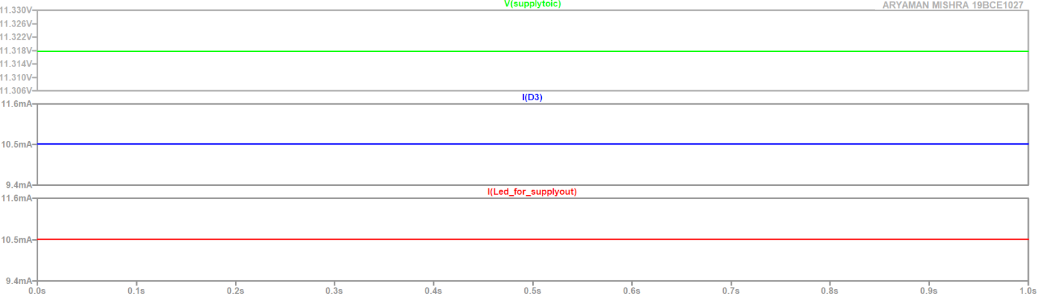 V(supplytoic)
ARYAMAN MISHRA 19BCE1027
11.330V
11.326V
11.322V
11.318V
11.314V
11.310V
11.306V
I(D3)
11.6mA
10.5mA
9.4mA
I(Led_for_supplyout)
11.6mA
10.5mA
9.4mA
0.0s 0.1s 0.2s 0.3s 0.4s 0.5s 0.6s 0.7s 0.8s 0.9s 1.0s